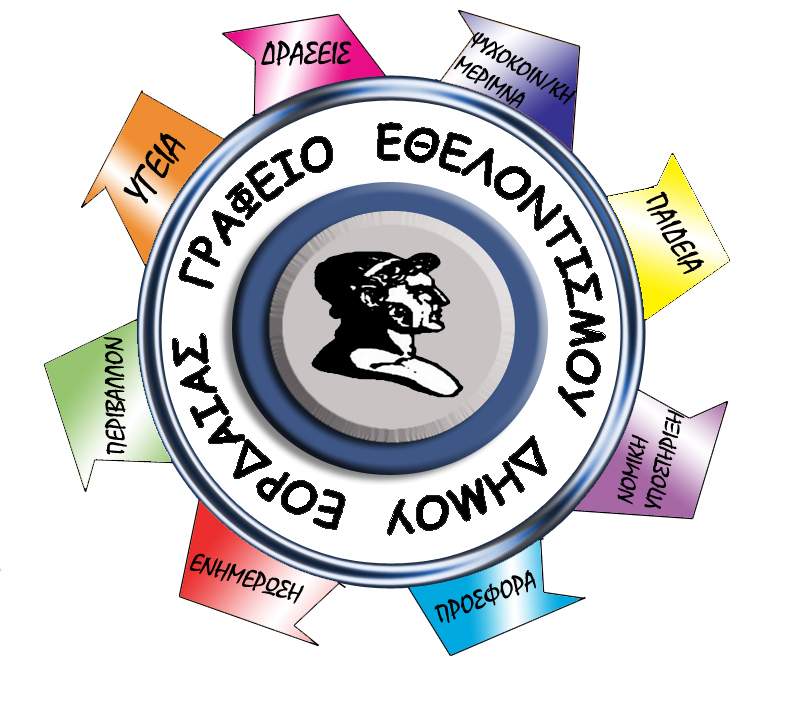 ΓΡΑΦΕΙΟ ΕΘΕΛΟΝΤΙΣΜΟΥ ΔΗΜΟΥ ΕΟΡΔΑΙΑΣ
ΔΡΑΣΕΙΣ
ΨΥΧΟΚΟΙΝ/ΚΗ
ΜΕΡΙΜΝΑ
ΠΑΙΔΕΙΑ
ΝΟΜΙΚΗ
ΥΠΟΣΤΗΡΙΞΗ
ΠΡΟΣΦΟΡΑ
ΕΝΗΜΕΡΩΣΗ
ΠΕΡΙΒΑΛΛΟΝ
ΥΓΕΙΑ